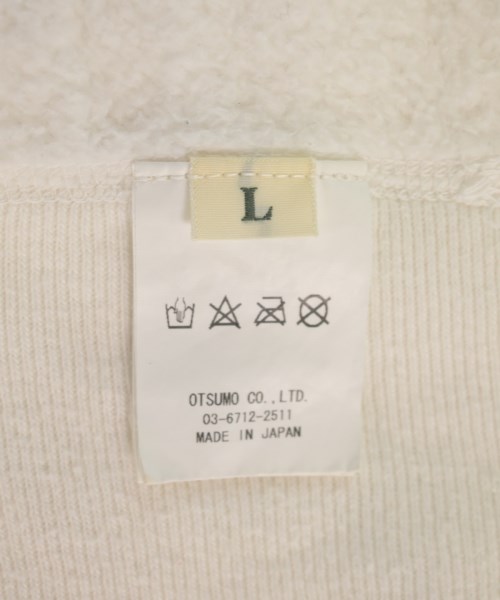 L
OTSUMO CO.,LTD.
03-6712-2511
MADE IN JAPAN